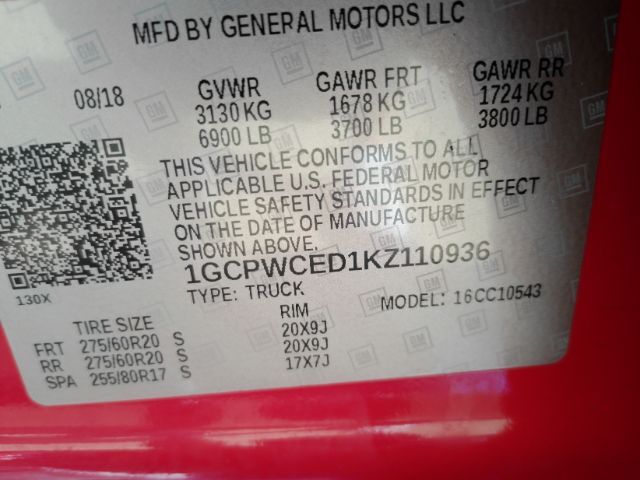 MFD BY GENERAL MOTORS LLC
08/18 GVWR GAWR FRT GAWR RR
3130 KG 1678 KG 1724 KG
6900 LB 3700 LB 3800 LB
THIS VEHICLE CONFORMS TO ALL
APPLICABLE U.S. FEDERAL MOTOR
VEHICLE SAFETY STANDARDS IN EFFECT
ON THE DATE OF MANUFACTURE
SHOWN ABOVE.
1GCPWCED1KZ110936
130X
TYPE: TRUCK MODEL: 16CC10543
TIRE SIZE RIM
FRT 275/60R20 S 20X9J
RR 275/60R20 S 20X9J
SPA 255/80R17 S 17X7J
GM